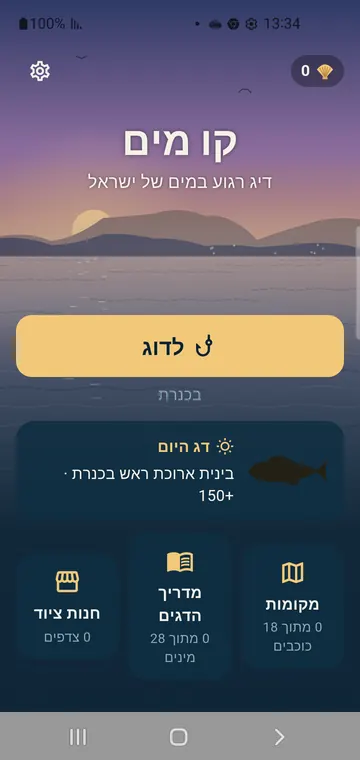 100% 13:34
0
קו מים
דיג רגוע במים של ישראל
לדוג
בכנרת
דג היום
בינית ארוכת ראש בכנרת ·
+150
מקומות
0 מתוך 18
כוכבים
מדריך
הדגים
0 מתוך 28
מינים
חנות ציוד
0 צדפים